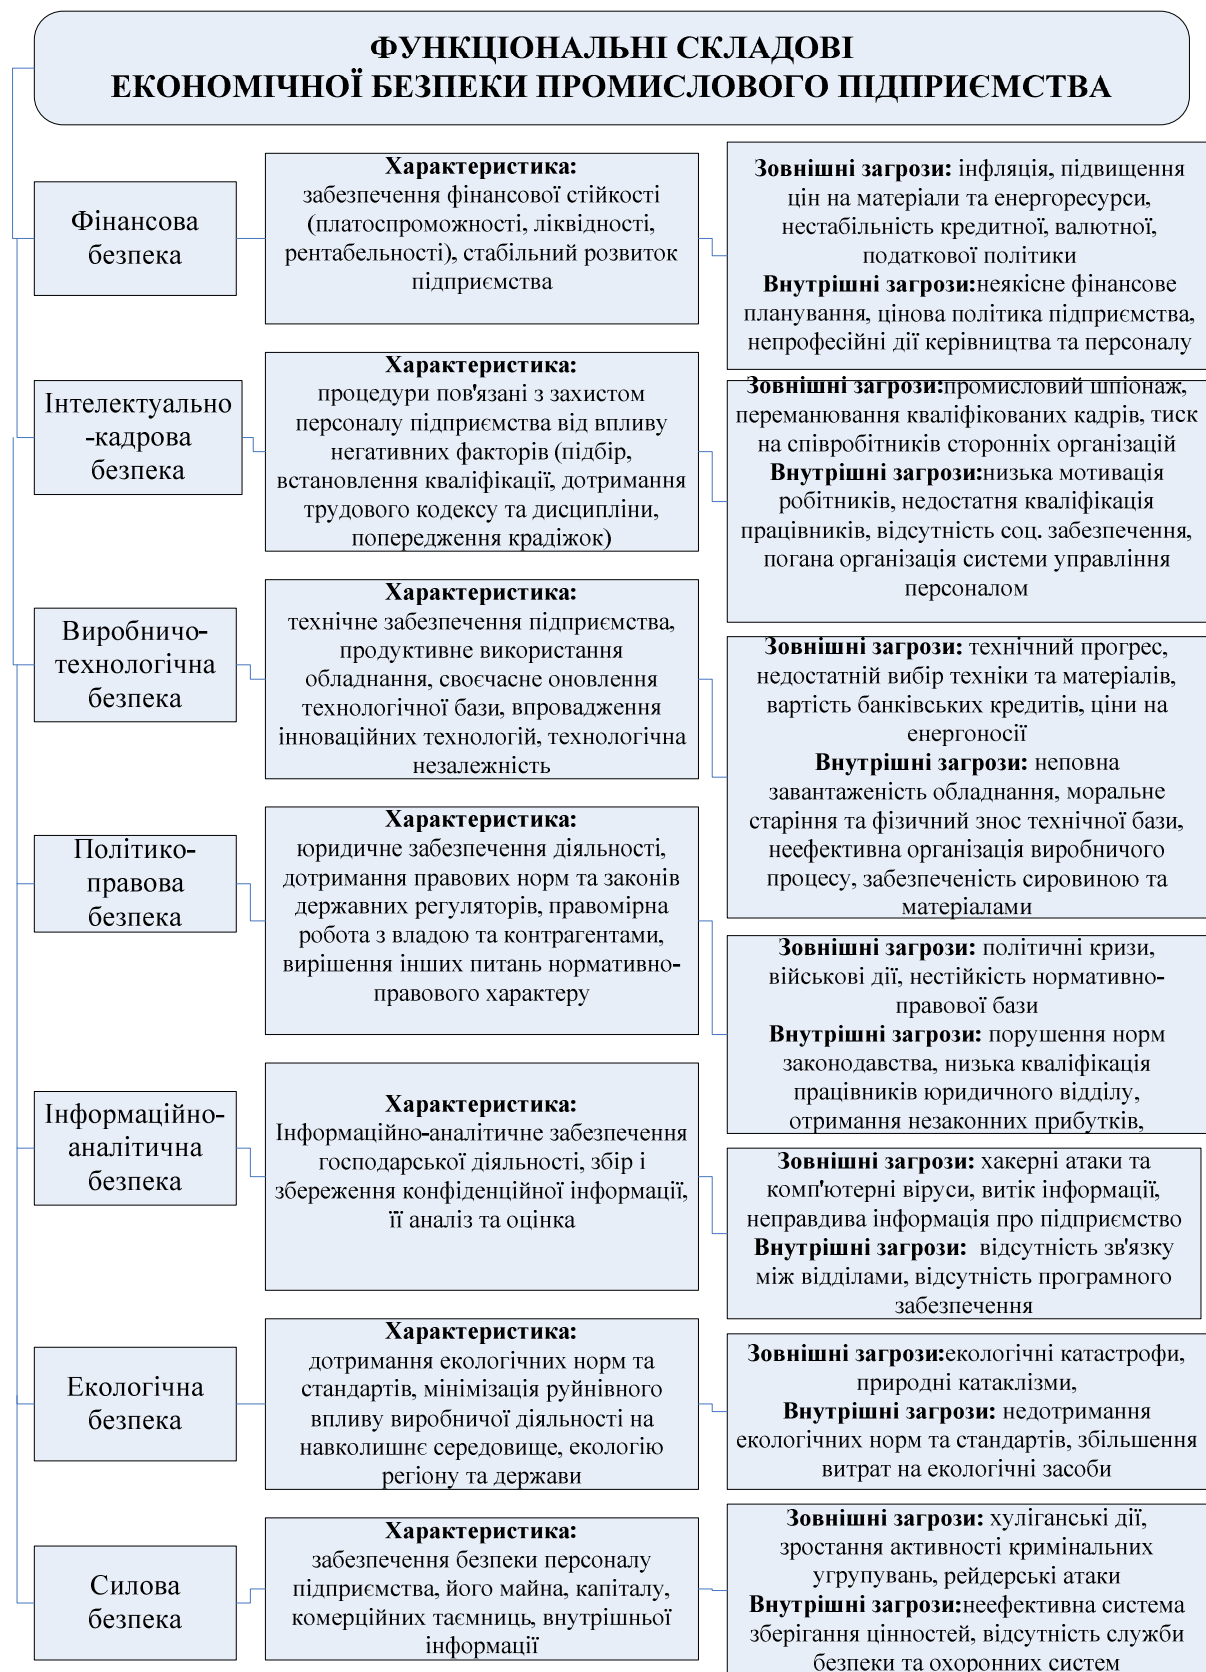 ФУНКЦІОНАЛЬНІ СКЛАДОВІ
ЕКОНОМІЧНОЇ БЕЗПЕКИ ПРОМИСЛОВОГО ПІДПРИЄМСТВА
Фінансова
безпека
Характеристика:
забезпечення фінансової стійкості
(платоспроможності, ліквідності,
рентабельності), стабільний розвиток
підприємства
Зовнішні загрози: інфляція, підвищення
цін на матеріали та енергоресурси,
нестабільність кредитної, валютної,
податкової політики
Внутрішні загрози:неякісне фінансове
планування, цінова політика підприємства,
непрофесійні дії керівництва та персоналу
Інтелектуально
-кадрова
безпека
Характеристика:
процедури пов'язані з захистом
персоналу підприємства від впливу
негативних факторів (підбір,
встановлення кваліфікації, дотримання
трудового кодексу та дисципліни,
попередження крадіжок)
Зовнішні загрози:промисловий шпіонаж,
переманювання кваліфікованих кадрів, тиск
на співробітників сторонніх організацій
Внутрішні загрози:низька мотивація
робітників, недостатня кваліфікація
працівників, відсутність соц. забезпечення,
погана організація системи управління
персоналом
Виробничо-
технологічна
безпека
Характеристика:
технічне забезпечення підприємства,
продуктивне використання
обладнання, своєчасне оновлення
технологічної бази, впровадження
інноваційних технологій, технологічна
незалежність
Зовнішні загрози: технічний прогрес,
недостатній вибір техніки та матеріалів,
вартість банківських кредитів, ціни на
енергоносії
Внутрішні загрози: неповна
завантаженість обладнання, моральне
старіння та фізичний знос технічної бази,
неефективна організація виробничого
процесу, забезпеченість сировиною та
матеріалами
Політико-
правова
безпека
Характеристика:
юридичне забезпечення діяльності,
дотримання правових норм та законів
державних регуляторів, правомірна
робота з владою та контрагентами,
вирішення інших питань нормативно-
правового характеру
Зовнішні загрози: політичні кризи,
військові дії, нестійкість нормативно-
правової бази
Внутрішні загрози: порушення норм
законодавства, низька кваліфікація
працівників юридичного відділу,
отримання незаконних прибутків,
Інформаційно-
аналітична
безпека
Характеристика:
Інформаційно-аналітичне забезпечення
господарської діяльності, збір і
збереження конфіденційної інформації,
її аналіз та оцінка
Зовнішні загрози: хакерні атаки та
комп'ютерні віруси, витік інформації,
неправдива інформація про підприємство
Внутрішні загрози: відсутність зв'язку
між відділами, відсутність програмного
забезпечення
Екологічна
безпека
Характеристика:
дотримання екологічних норм та
стандартів, мінімізація руйнівного
впливу виробничої діяльності на
навколишнє середовище, екологію
регіону та держави
Зовнішні загрози:екологічні катастрофи,
природні катаклізми,
Внутрішні загрози: недотримання
екологічних норм та стандартів, збільшення
витрат на екологічні засоби
Силова
безпека
Характеристика:
забезпечення безпеки персоналу
підприємства, його майна, капіталу,
комерційних таємниць, внутрішньої
інформації
Зовнішні загрози: хуліганські дії,
зростання активності кримінальних
угрупувань, рейдерські атаки
Внутрішні загрози:неефективна система
зберігання цінностей, відсутність служби
безпеки та охоронних систем